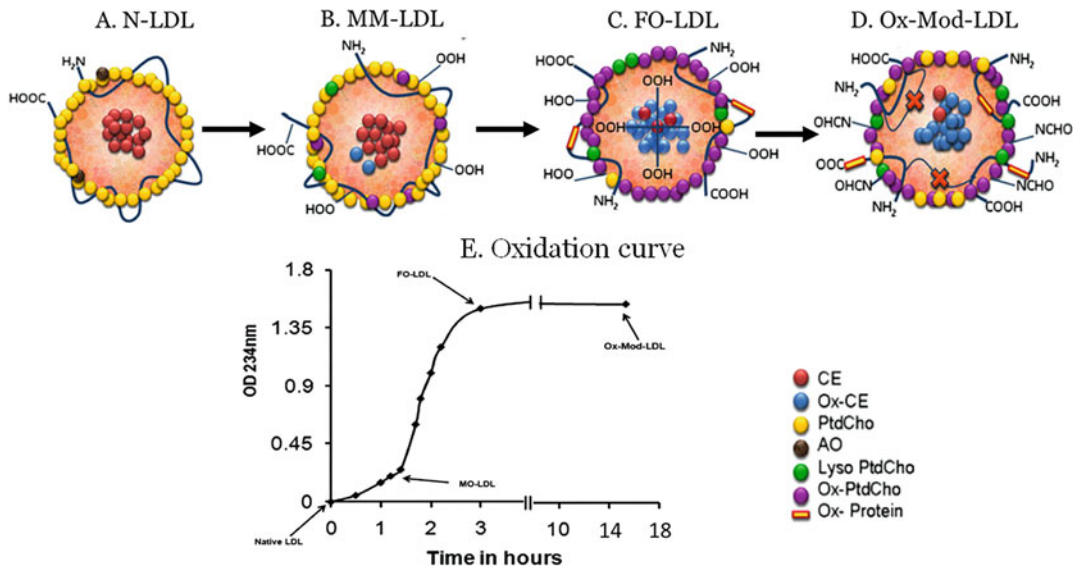 A. N-LDL
B. MM-LDL
C. FO-LDL
D. Ox-Mod-LDL
H₂N
HOOC
NH₂
OOH
HOOC
OOH
HOO
HOOC
NH₂
OOH
HOO
OOH
OOH
OOH
OOH
HOO
OOH
NH₂
COOH
HOOC
NH₂
NH₂
COOH
OHCN
NCHO
OOC
NH₂
OHCN
NCHO
NH₂
COOH
E. Oxidation curve
1.8
1.35
0.9
0.45
0
OD 234nm
FO-LDL
Ox-Mod-LDL
MO-LDL
Native LDL
0 1 2 3 10 14 18
Time in hours
CE
Ox-CE
PtdCho
AO
Lyso PtdCho
Ox-PtdCho
Ox- Protein